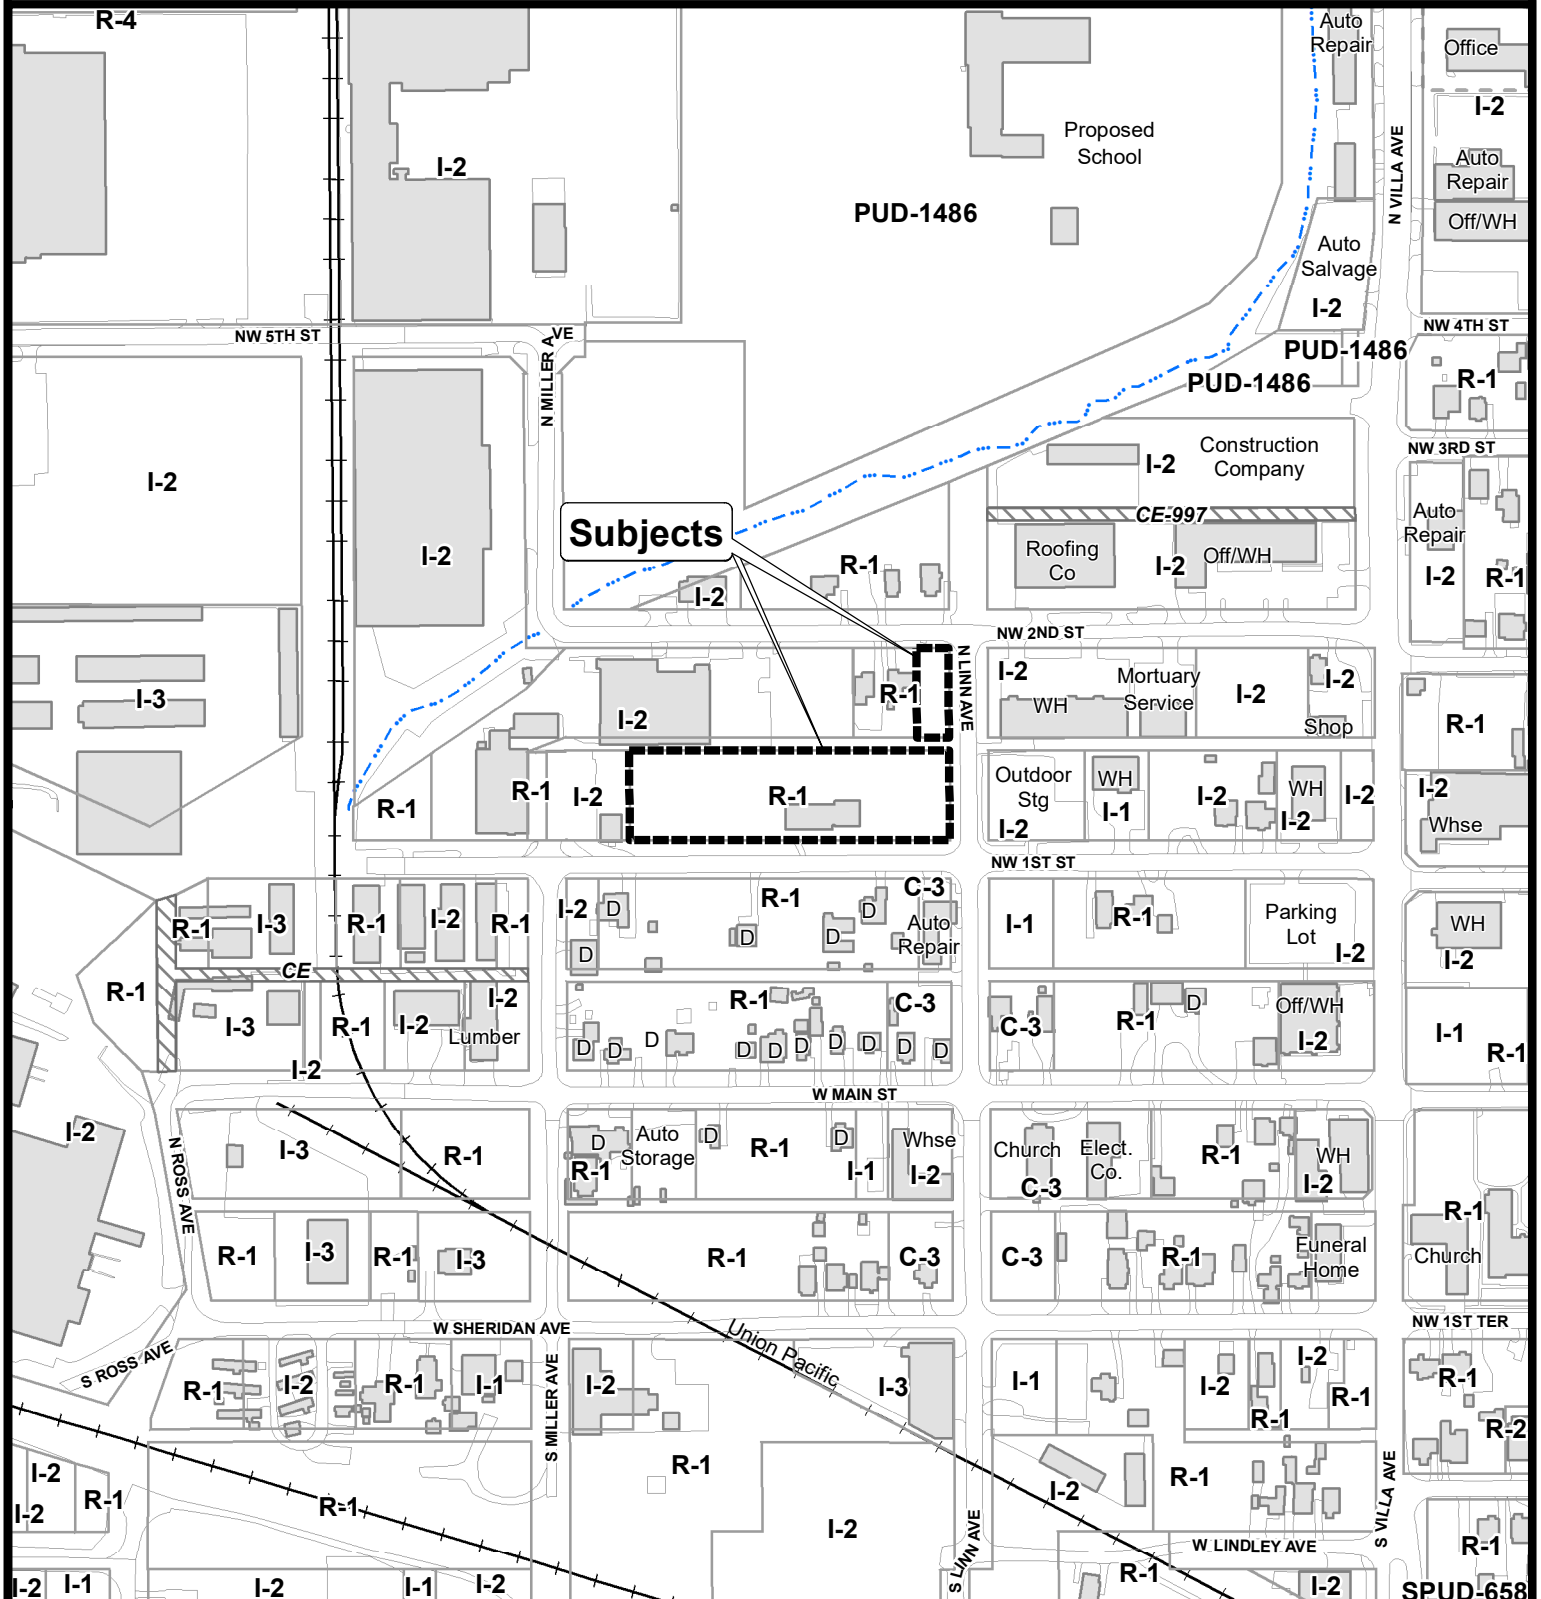 R-4
Auto
Repair
Office
I-2
I-2
Proposed
School
Auto
Repair
N VILLA AVE
PUD-1486
Off/WH
Auto
Salvage
I-2
NW 5TH ST
N MILLER AVE
NW 4TH ST
PUD-1486
PUD-1486
R-1
I-2
Construction
Company
I-2
NW 3RD ST
CE-997
Auto
Repair
Subjects
I-2
Roofing
Co
I-2
Off/WH
R-1
I-2
I-2
R-1
NW 2ND ST
N LINN AVE
I-3
I-2
R-1
I-2
WH
Mortuary
Service
I-2
I-2
Shop
R-1
R-1
R-1
I-2
R-1
Outdoor
Stg
I-2
WH
I-1
I-2
WH
I-2
I-2
I-2
Whse
NW 1ST ST
R-1
I-3
R-1
I-2
R-1
I-2
D
D
R-1
D
D
D
C-3
Auto
Repair
I-1
R-1
Parking
Lot
I-2
WH
I-2
CE
R-1
I-3
R-1
I-2
I-2
Lumber
I-2
R-1
D
D
D
D
D
D
D
D
D
D
C-3
C-3
R-1
D
Off/WH
I-2
I-1
R-1
W MAIN ST
I-2
N ROSS AVE
I-3
R-1
D
R-1
Auto
Storage
D
R-1
D
I-1
Whse
I-2
Church
C-3
Elect.
Co.
R-1
WH
I-2
R-1
Church
R-1
I-3
R-1
I-3
R-1
C-3
C-3
R-1
Funeral
Home
W SHERIDAN AVE
NW 1ST TER
Union Pacific
S ROSS AVE
R-1
I-2
R-1
I-1
S MILLER AVE
I-2
I-3
I-1
I-2
I-2
R-1
R-1
R-1
R-2
I-2
I-2
R-1
R-1
R-1
I-2
I-2
R-1
S VILLA AVE
S LINN AVE
W LINDLEY AVE
R-1
R-1
I-2
I-1
I-2
I-1
I-2
I-2
SPUD-658